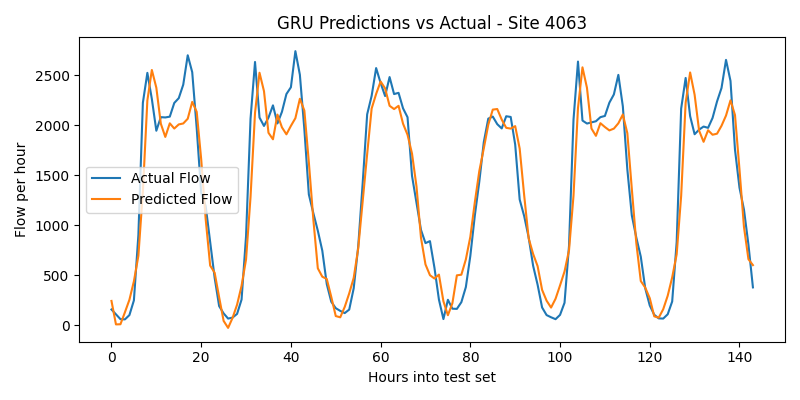 GRU Predictions vs Actual - Site 4063
Flow per hour
2500
2000
1500
1000
500
0
Actual Flow
Predicted Flow
0 20 40 60 80 100 120 140
Hours into test set